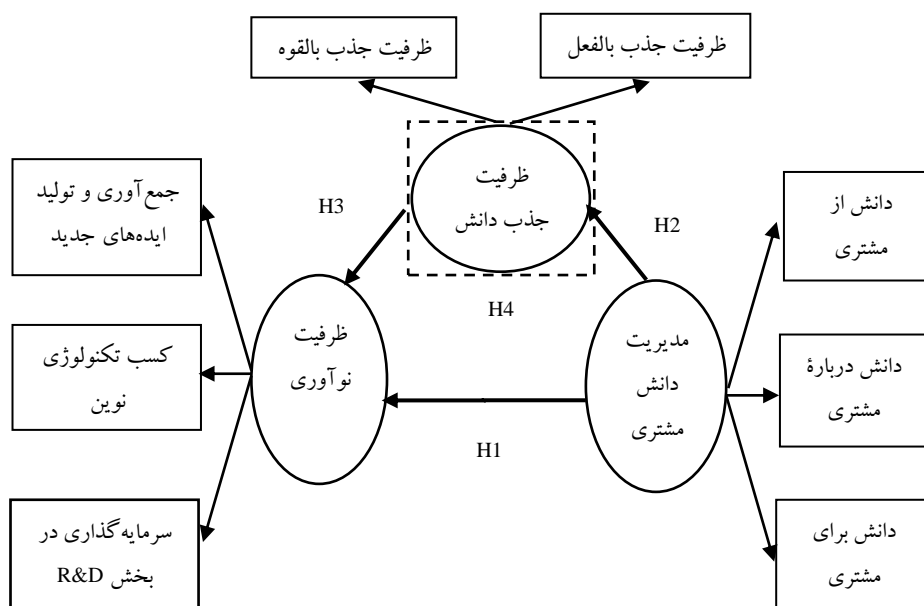 ظرفیت جذب بالفعل
ظرفیت جذب بالقوه
ظرفیت
جذب دانش
جمع‌آوری و تولید
ایده‌های جدید
دانش از
مشتری
H3
H2
H4
ظرفیت
نوآوری
مدیریت
دانش
مشتری
کسب تکنولوژی
نوین
دانش دربارۀ
مشتری
H1
سرمایه‌گذاری در
بخش R&D
دانش برای
مشتری